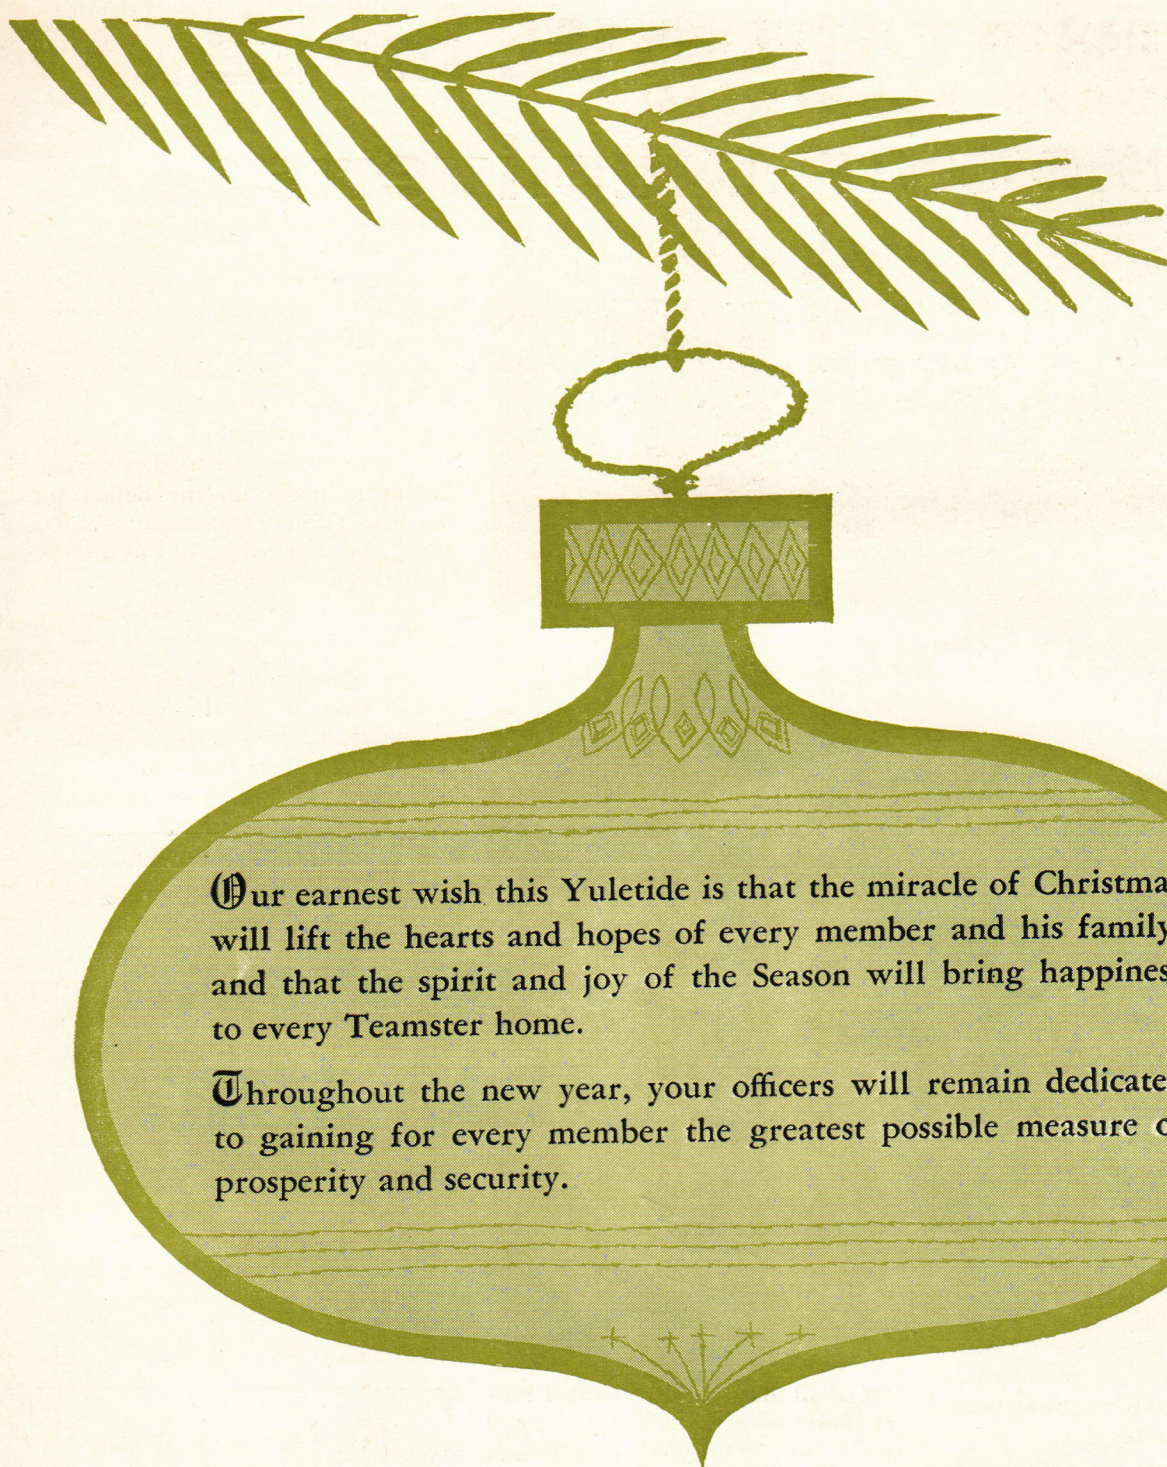 Our earnest wish this Yuletide is that the miracle of Christma
will lift the hearts and hopes of every member and his family
and that the spirit and joy of the Season will bring happines
to every Teamster home.
Throughout the new year, your officers will remain dedicate
to gaining for every member the greatest possible measure o
prosperity and security.